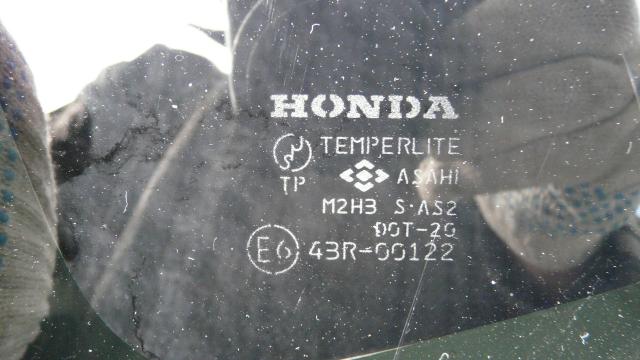 HONDA
TEMPERLITE
TP ASAHI
M2H3 S·AS2
DOT-20
E6 43R-00122